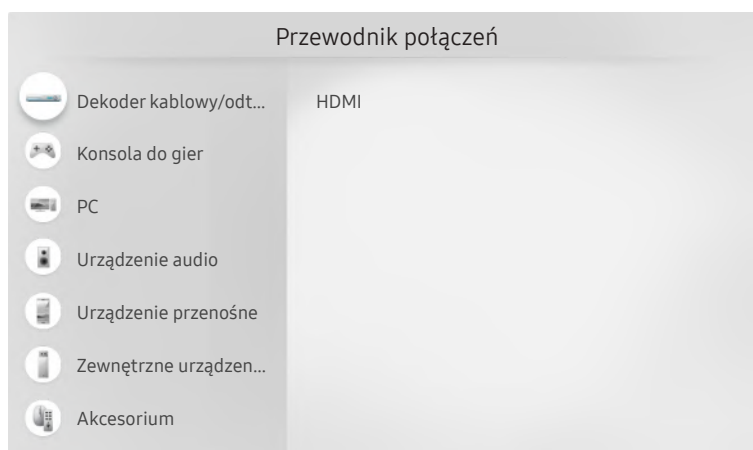 Przewodnik połączeń
Dekoder kablowy/odt...
HDMI
Konsola do gier
PC
Urządzenie audio
Urządzenie przenośne
Zewnętrzne urządzen...
Akcesorium